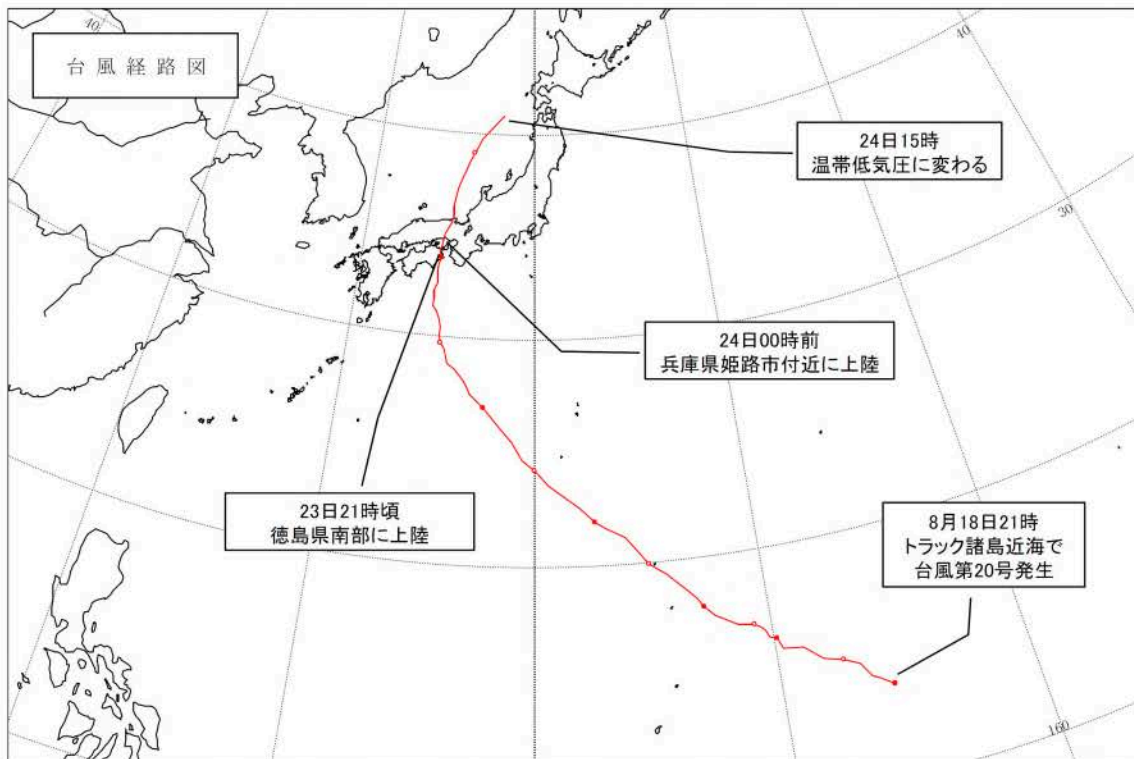 40
台風経路図
40
24日15時
温帯低気圧に変わる
30
24日00時前
兵庫県姫路市付近に上陸
23日21時頃
徳島県南部に上陸
8月18日21時
トラック諸島近海で
台風第20号発生
160